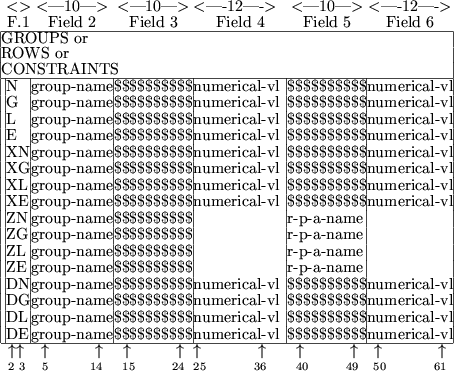 <> <—10—> <—10—> <—-12—-> <—10—> <—-12—->
F.1 Field 2 Field 3 Field 4 Field 5 Field 6
GROUPS or
ROWS or
CONSTRAINTS
N group-name $$$$$$$$$$ numerical-vl $$$$$$$$$$ numerical-vl
G group-name $$$$$$$$$$ numerical-vl $$$$$$$$$$ numerical-vl
L group-name $$$$$$$$$$ numerical-vl $$$$$$$$$$ numerical-vl
E group-name $$$$$$$$$$ numerical-vl $$$$$$$$$$ numerical-vl
XN group-name $$$$$$$$$$ numerical-vl $$$$$$$$$$ numerical-vl
XG group-name $$$$$$$$$$ numerical-vl $$$$$$$$$$ numerical-vl
XL group-name $$$$$$$$$$ numerical-vl $$$$$$$$$$ numerical-vl
XE group-name $$$$$$$$$$ numerical-vl $$$$$$$$$$ numerical-vl
ZN group-name $$$$$$$$$$ r-p-a-name
ZG group-name $$$$$$$$$$ r-p-a-name
ZL group-name $$$$$$$$$$ r-p-a-name
ZE group-name $$$$$$$$$$ r-p-a-name
DN group-name $$$$$$$$$$ numerical-vl $$$$$$$$$$ numerical-vl
DG group-name $$$$$$$$$$ numerical-vl $$$$$$$$$$ numerical-vl
DL group-name $$$$$$$$$$ numerical-vl $$$$$$$$$$ numerical-vl
DE group-name $$$$$$$$$$ numerical-vl $$$$$$$$$$ numerical-vl
↑↑ ↑ ↑ ↑ ↑ ↑ ↑ ↑ ↑ ↑ ↑
2 3 5 14 15 24 25 36 40 49 50 61